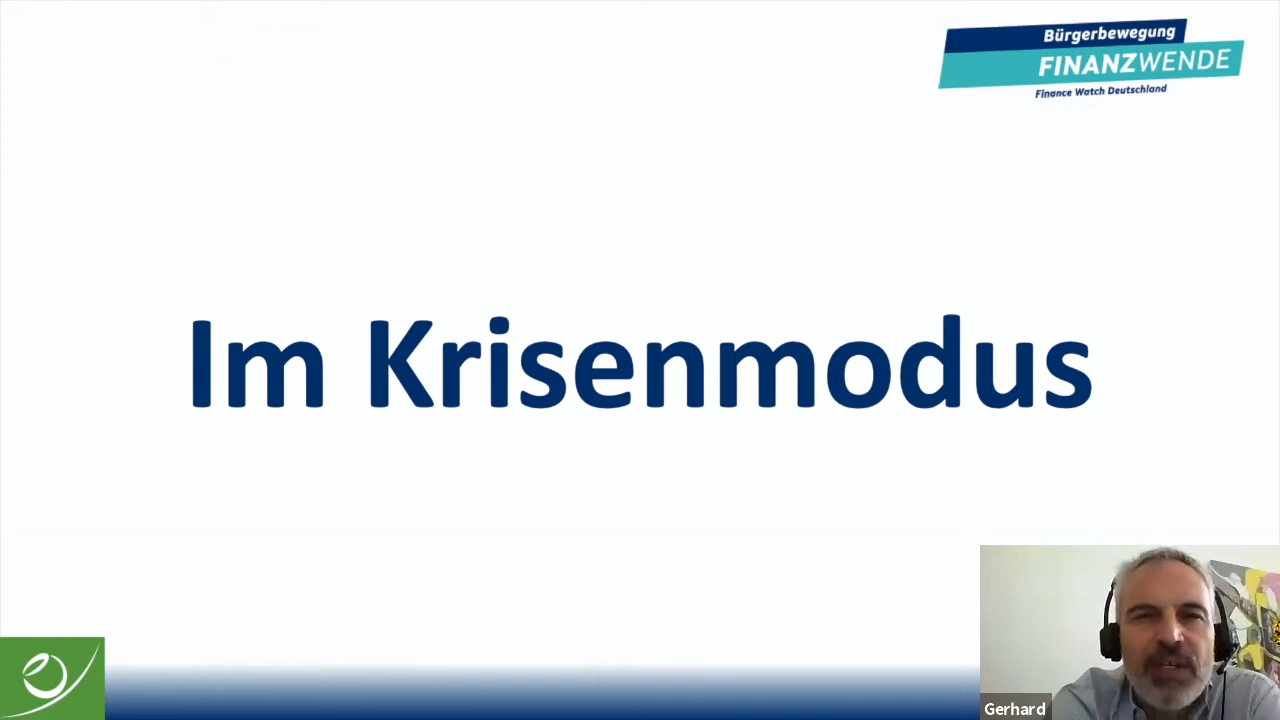 Bürgerbewegung
FINANZWENDE
Finance Watch Deutschland
Im Krisenmodus
Gerhard